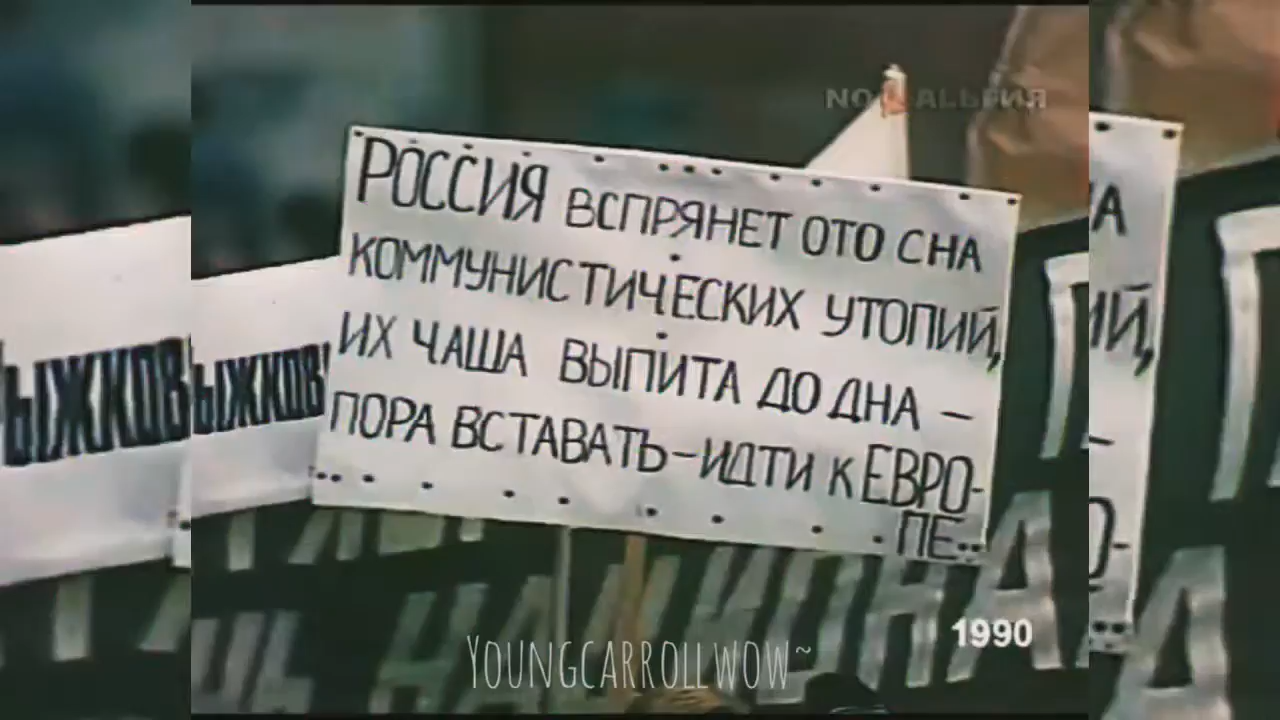 НОСТАЛЬГИЯ
РОССИЯ ВСПРЯНЕТ ОТО СНА
КОММУНИСТИЧЕСКИХ УТОПИЙ,
ИХ ЧАША ВЫПИТА ДО ДНА –
ПОРА ВСТАВАТЬ – ИДТИ К ЕВРО-
ПЕ..
ЫЖКОВ
1990
YOUNGCARROLLWOW~